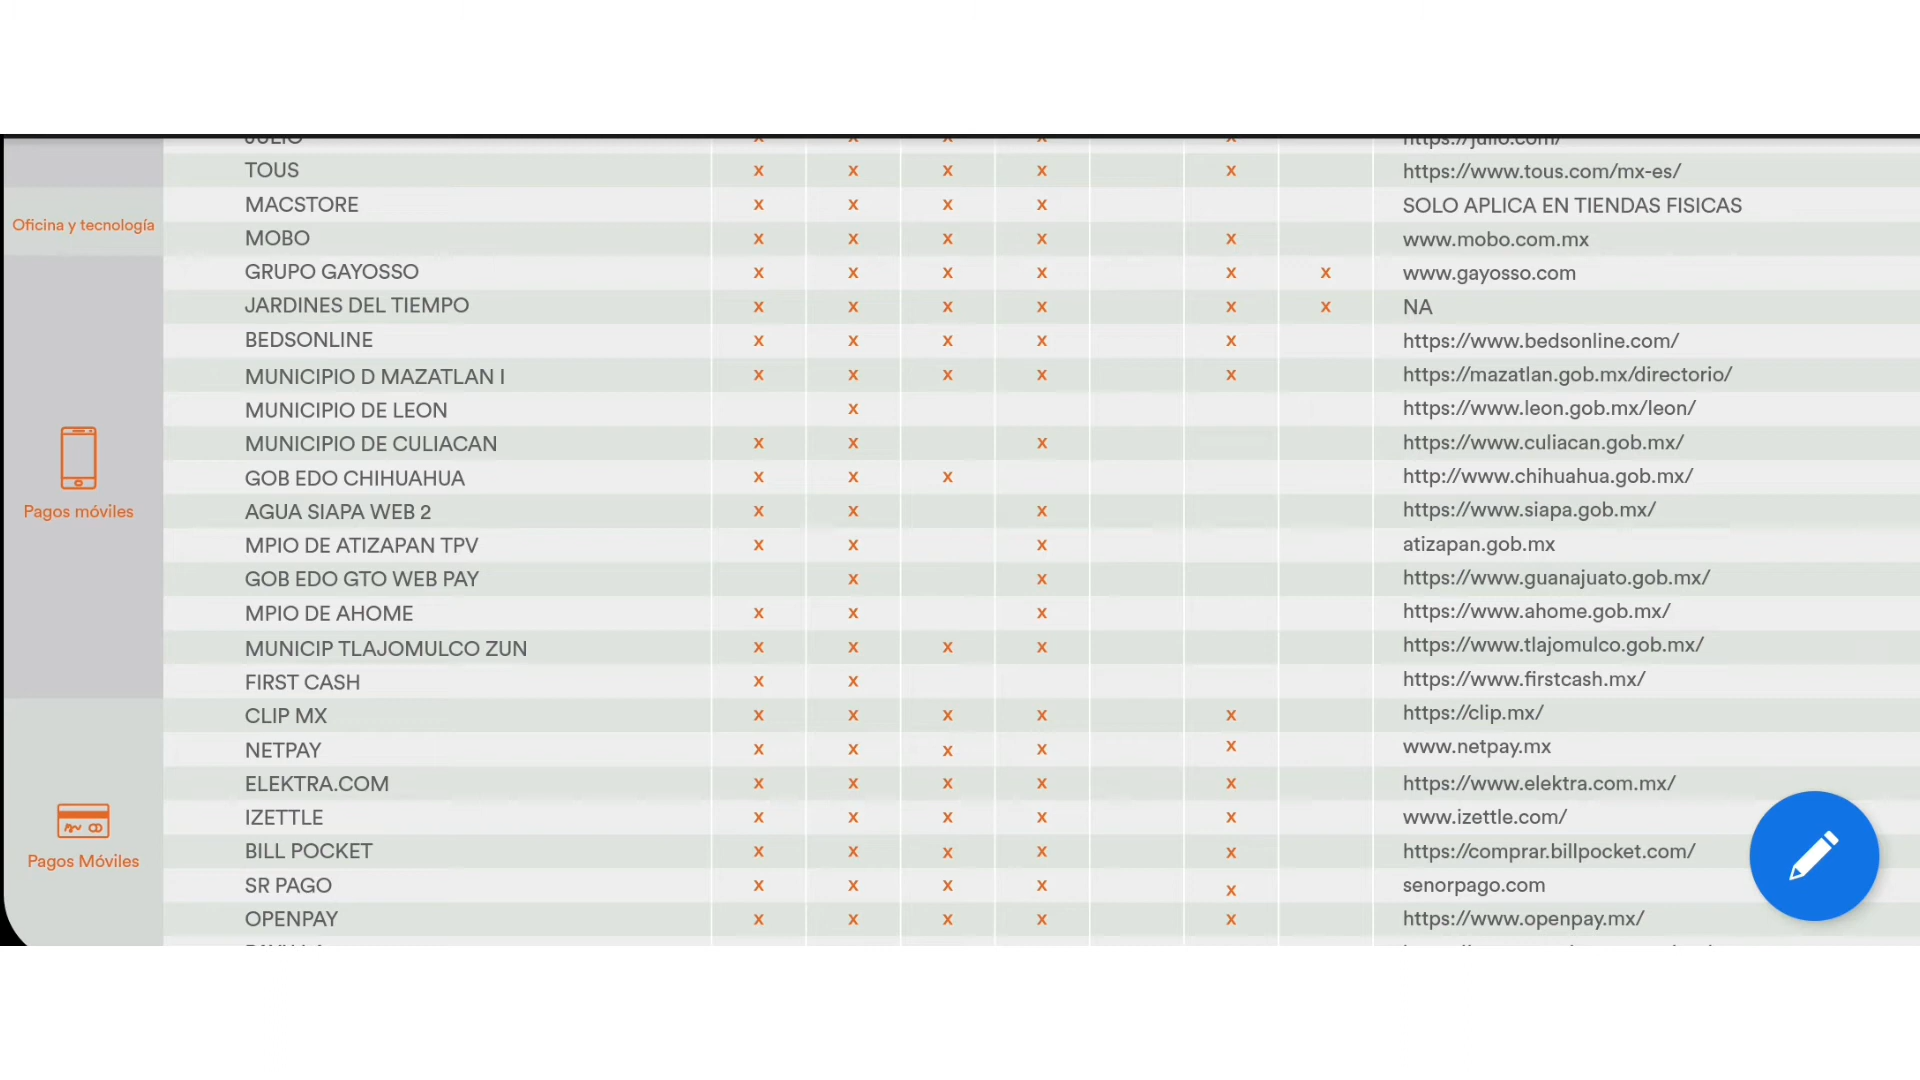 JULIO x x x x x https://julio.com/
TOUS x x x x x https://www.tous.com/mx-es/
MACSTORE x x x x SOLO APLICA EN TIENDAS FISICAS
Oficina y tecnología
MOBO x x x x x www.mobo.com.mx
GRUPO GAYOSSO x x x x x x www.gayosso.com
JARDINES DEL TIEMPO x x x x x x NA
BEDSONLINE x x x x x https://www.bedsonline.com/
MUNICIPIO D MAZATLAN I x x x x x https://mazatlan.gob.mx/directorio/
MUNICIPIO DE LEON x https://www.leon.gob.mx/leon/
MUNICIPIO DE CULIACAN x x x https://www.culiacan.gob.mx/
GOB EDO CHIHUAHUA x x x http://www.chihuahua.gob.mx/
Pagos móviles
AGUA SIAPA WEB 2 x x x https://www.siapa.gob.mx/
MPIO DE ATIZAPAN TPV x x x atizapan.gob.mx
GOB EDO GTO WEB PAY x x https://www.guanajuato.gob.mx/
MPIO DE AHOME x x x https://www.ahome.gob.mx/
MUNICIP TLAJOMULCO ZUN x x x x https://www.tlajomulco.gob.mx/
FIRST CASH x x https://www.firstcash.mx/
CLIP MX x x x x x https://clip.mx/
NETPAY x x x x x www.netpay.mx
ELEKTRA.COM x x x x x https://www.elektra.com.mx/
IZETTLE x x x x x www.izettle.com/
BILL POCKET x x x x x https://comprar.billpocket.com/
Pagos Móviles
SR PAGO x x x x x senorpago.com
OPENPAY x x x x x https://www.openpay.mx/